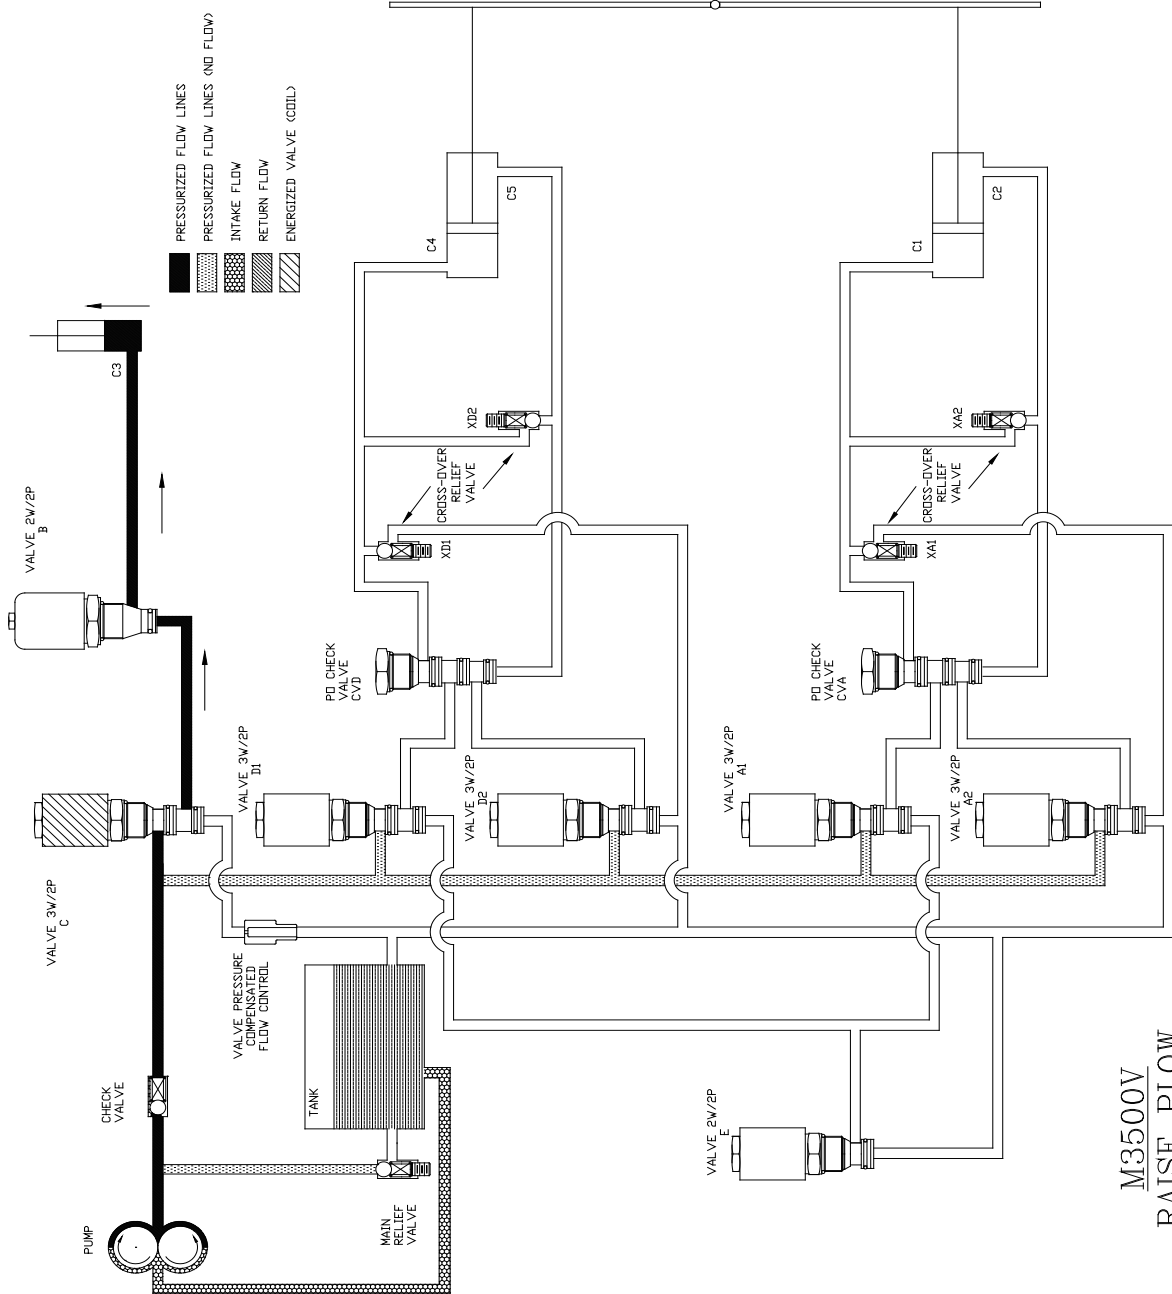 VALVE 2W/2P
B
VALVE 3W/2P
C
PUMP
CHECK
VALVE
C3
PRESSURIZED FLOW LINES
PRESSURIZED FLOW LINES (NO FLOW)
INTAKE FLOW
RETURN FLOW
ENERGIZED VALVE (COIL)
VALVE PRESSURE
COMPENSATED
FLOW CONTROL
VALVE 3W/2P
D1
TANK
PO CHECK
VALVE
CVD
MAIN
RELIEF
VALVE
C4
CROSS-OVER
RELIEF
VALVE
XD1
XD2
VALVE 3W/2P
D2
C5
VALVE 2W/2P
E
VALVE 3W/2P
A1
PO CHECK
VALVE
CVA
C1
CROSS-OVER
RELIEF
VALVE
XA1
XA2
VALVE 3W/2P
A2
C2
M3500V
RAISE PLOW